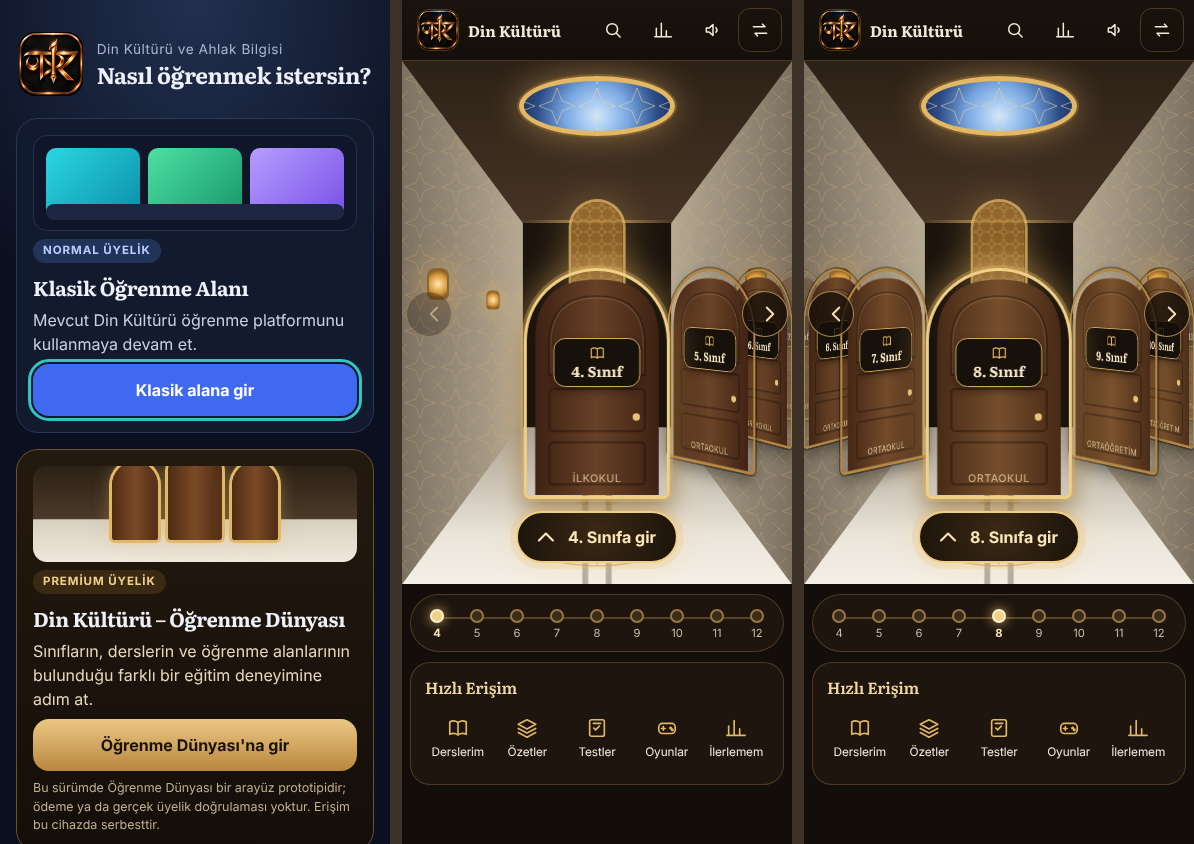 Din Kültürü ve Ahlak Bilgisi
Nasıl öğrenmek istersin?
NORMAL ÜYELİK
Klasik Öğrenme Alanı
Mevcut Din Kültürü öğrenme platformunu
kullanmaya devam et.
Klasik alana gir
PREMİUM ÜYELİK
Din Kültürü – Öğrenme Dünyası
Sınıfların, derslerin ve öğrenme alanlarının
bulunduğu farklı bir eğitim deneyimine
adım at.
Öğrenme Dünyası'na gir
Bu sürümde Öğrenme Dünyası bir arayüz prototipidir;
ödeme ya da gerçek üyelik doğrulaması yoktur. Erişim
bu cihazda serbesttir.
Din Kültürü
4. Sınıf
5. Sınıf
İLKOKUL
ORTAOKUL
4. Sınıfa gir
4 5 6 7 8 9 10 11 12
Hızlı Erişim
Derslerim Özetler Testler Oyunlar İlerlemem
Din Kültürü
7. Sınıf
8. Sınıf
9. Sınıf
ORTAOKUL
ORTAOKUL
ORTAÖĞRETİM
8. Sınıfa gir
4 5 6 7 8 9 10 11 12
Hızlı Erişim
Derslerim Özetler Testler Oyunlar İlerlemem